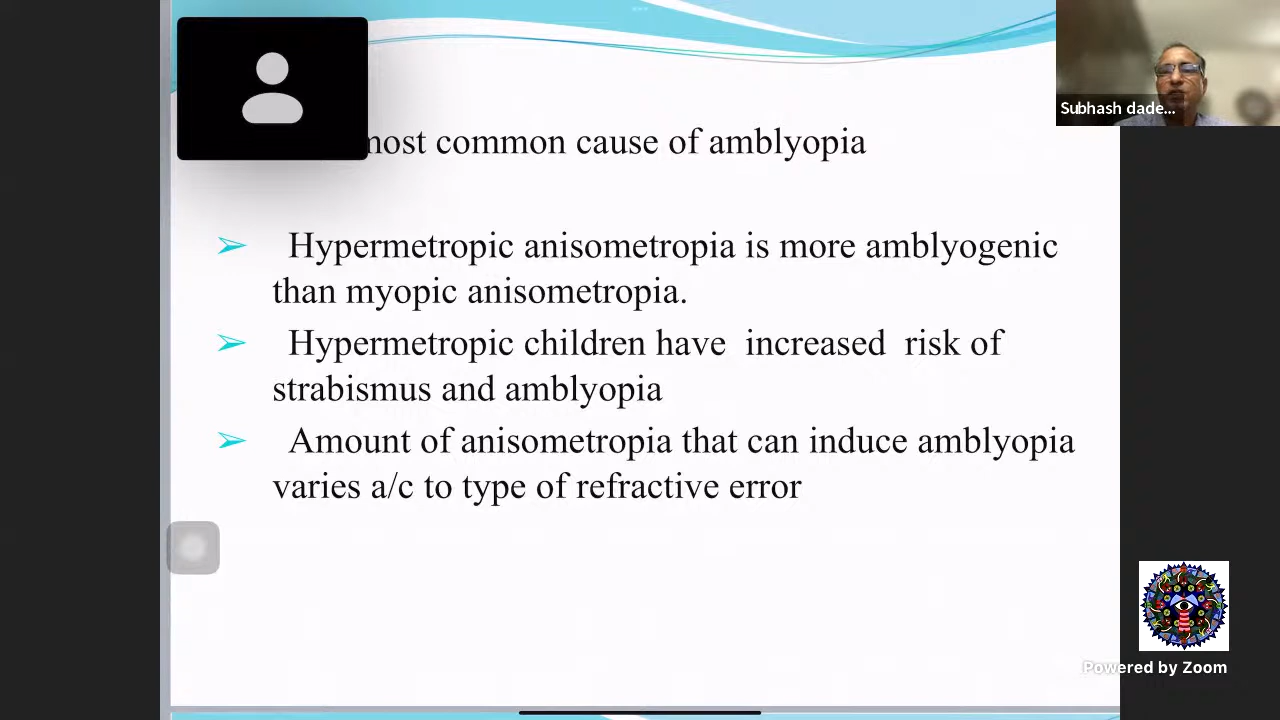 most common cause of amblyopia
➢ Hypermetropic anisometropia is more amblyogenic
than myopic anisometropia.
➢ Hypermetropic children have increased risk of
strabismus and amblyopia
➢ Amount of anisometropia that can induce amblyopia
varies a/c to type of refractive error
Subhash dade...
Powered by Zoom